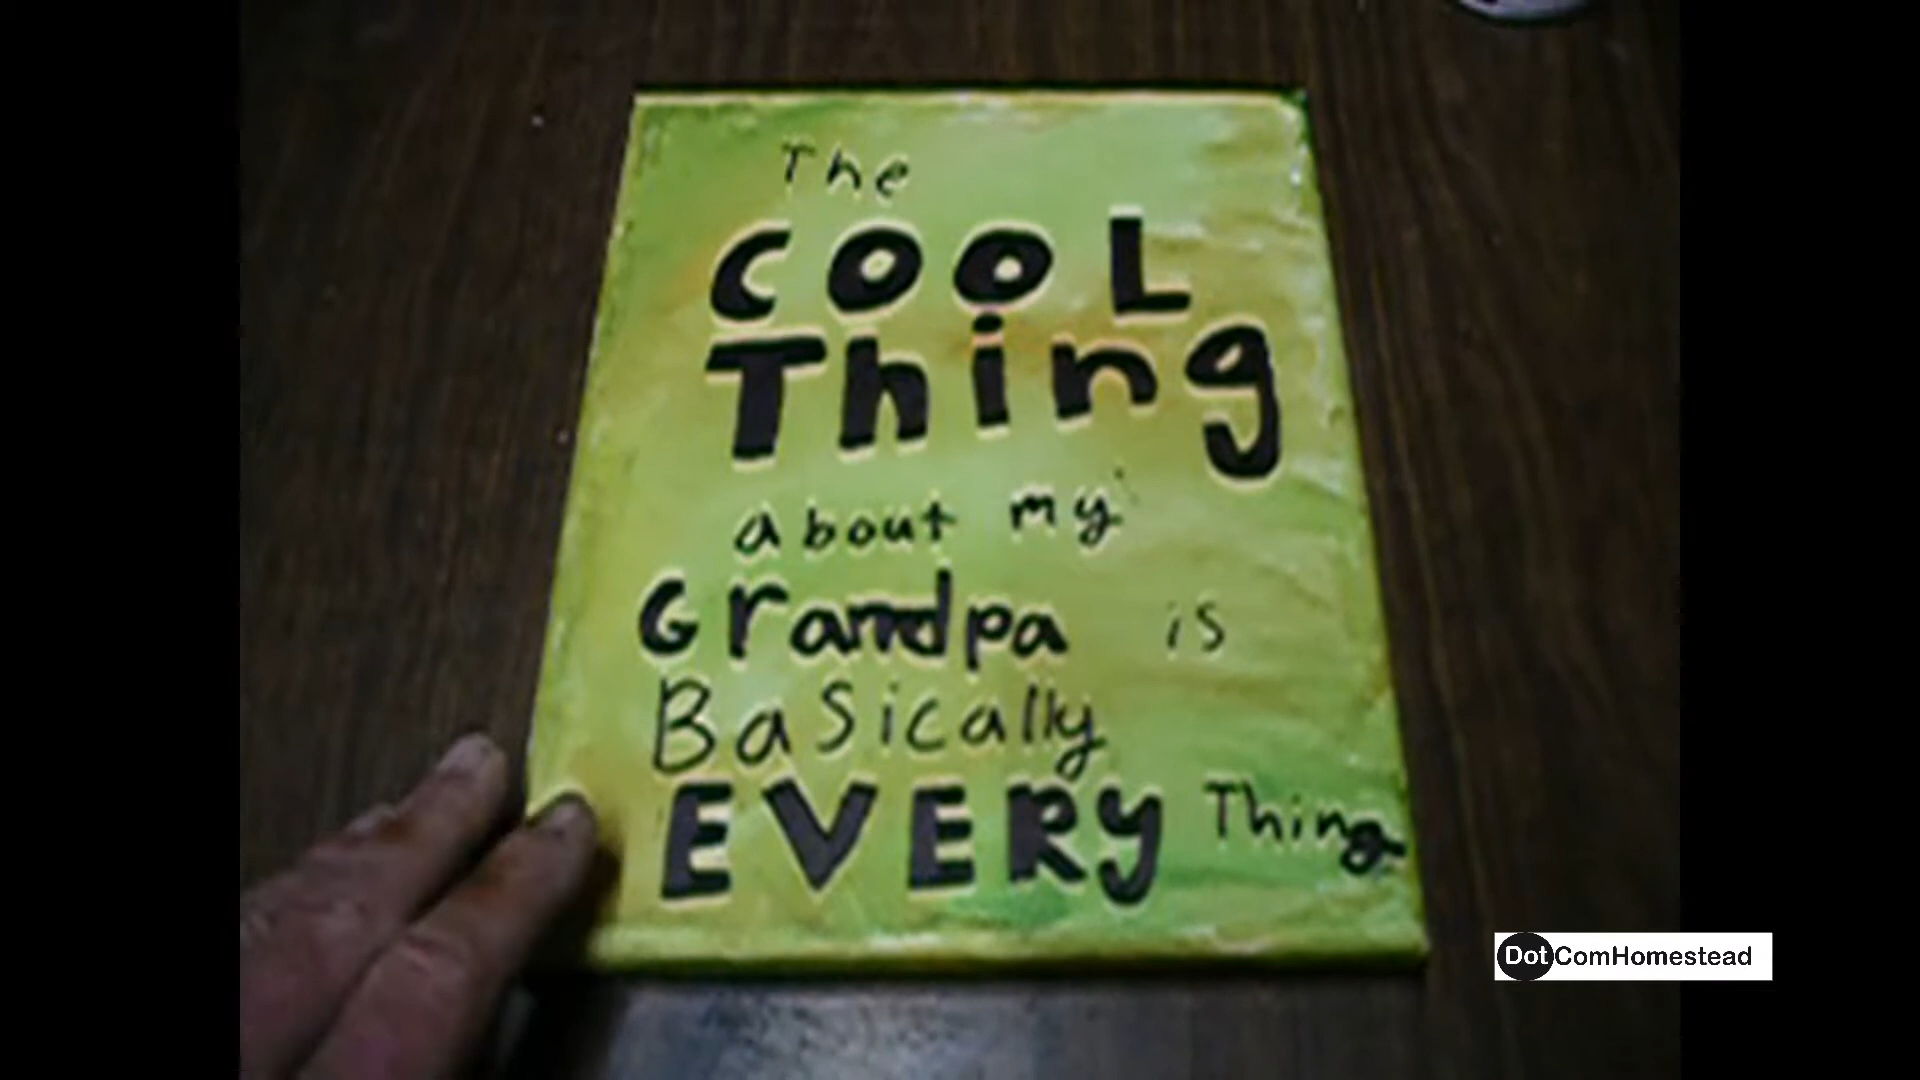 The
COOL
Thing
about my
Grandpa is
Basically
EVERY Thing
DotComHomestead